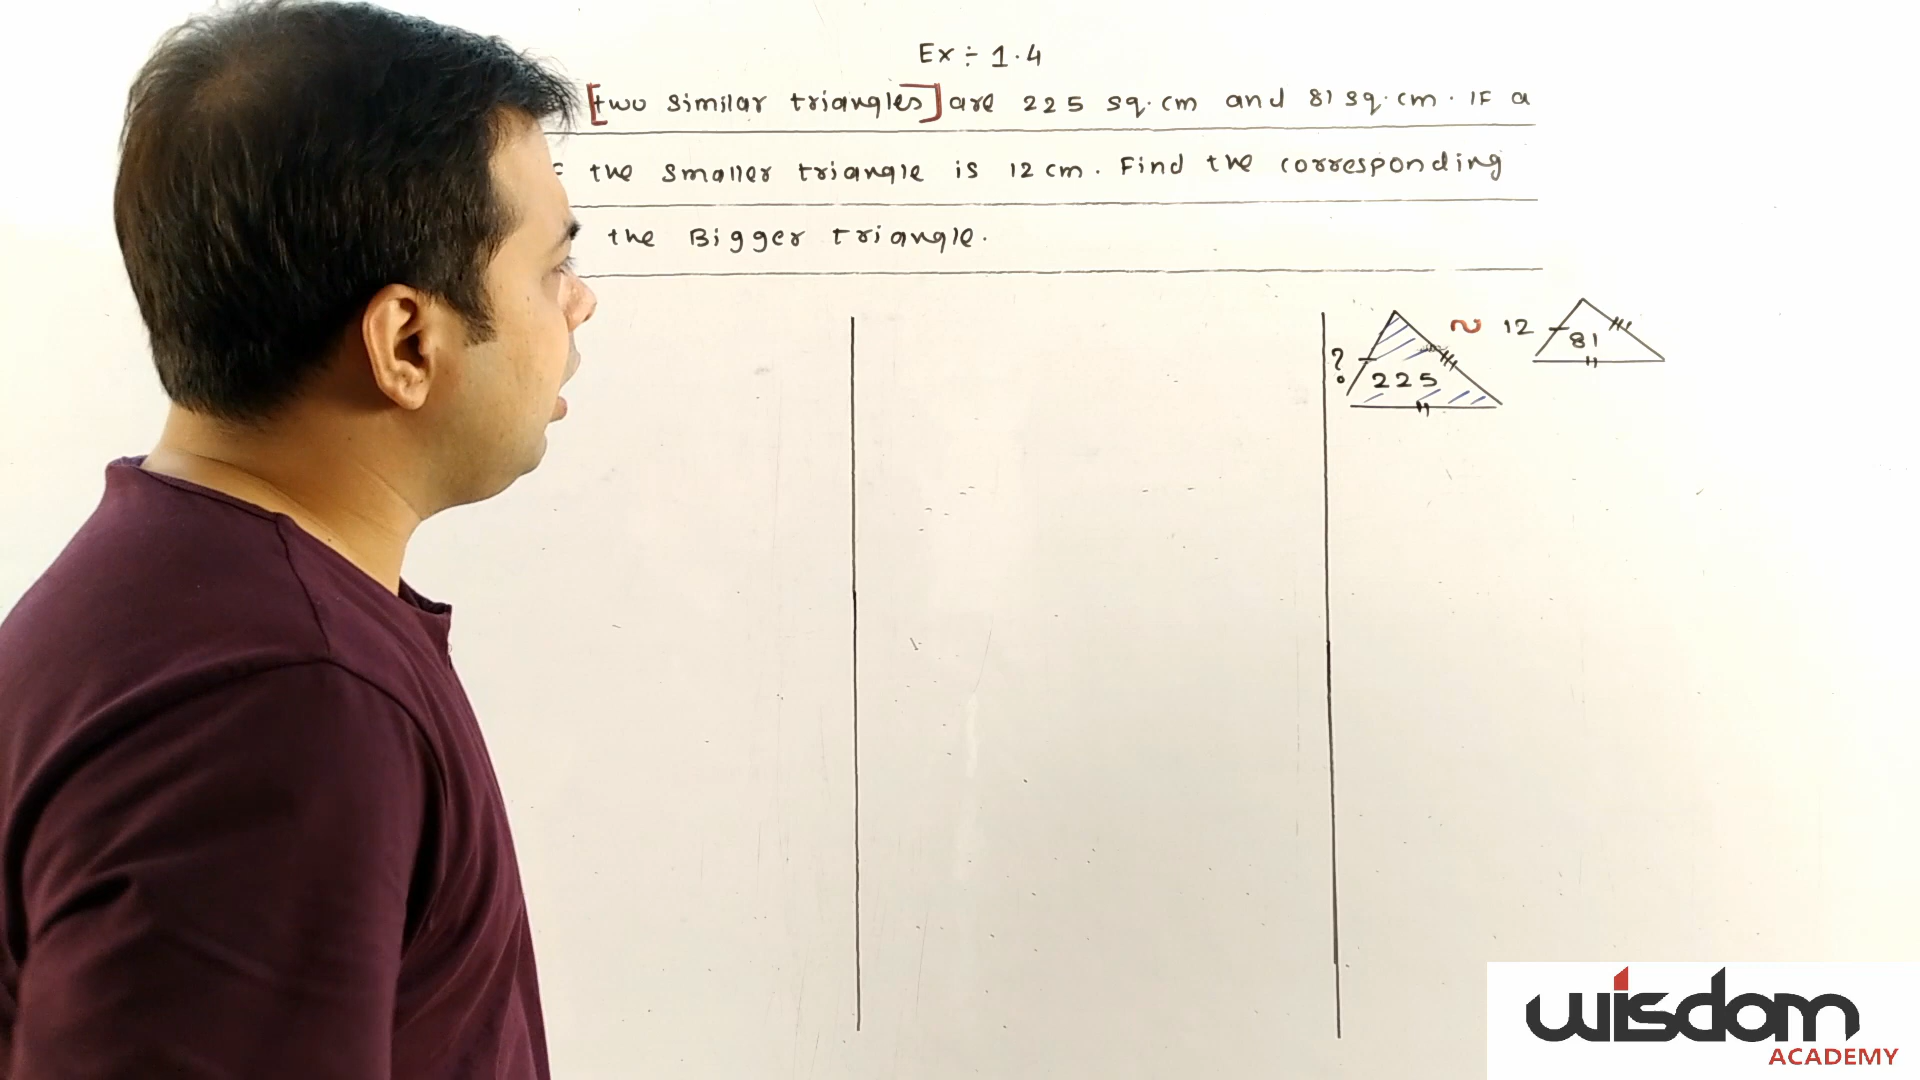 Ex ÷ 1.4
[two similar triangles] are 225 sq.cm and 81 sq.cm. IF a
the smaller triangle is 12 cm. Find the corresponding
the Bigger triangle.
? 225 ~ 12 81
wisdom
ACADEMY